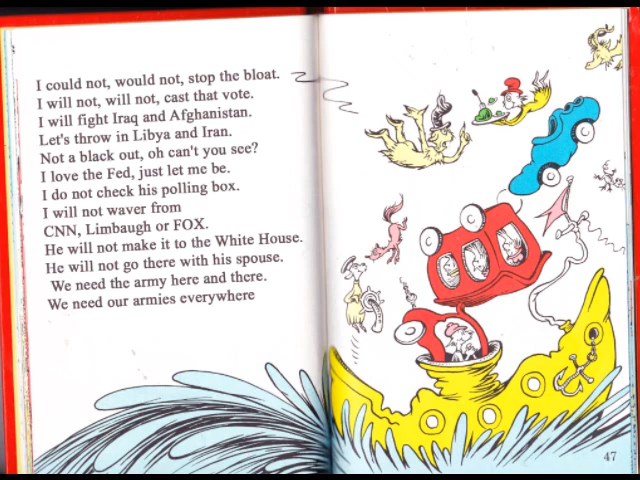 I could not, would not, stop the bloat.
I will not, will not, cast that vote.
I will fight Iraq and Afghanistan.
Let's throw in Libya and Iran.
Not a black out, oh can't you see?
I love the Fed, just let me be.
I do not check his polling box.
I will not waver from
CNN, Limbaugh or FOX.
He will not make it to the White House.
He will not go there with his spouse.
We need the army here and there.
We need our armies everywhere
47